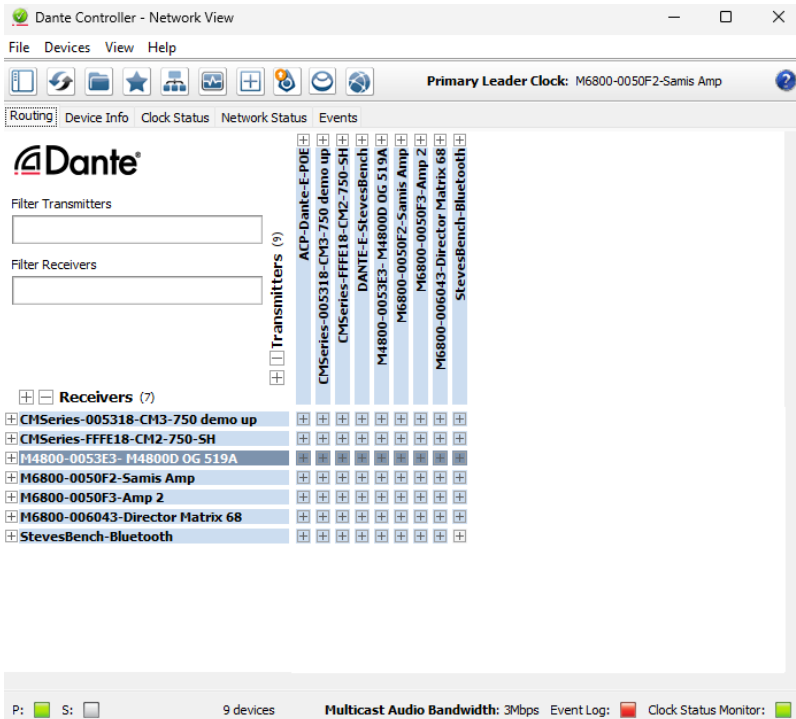 Dante Controller - Network View
File Devices View Help
Primary Leader Clock: M6800-0050F2-Samis Amp
Routing Device Info Clock Status Network Status Events
Dante®
Filter Transmitters
Filter Receivers
Transmitters (9)
ACP-Dante-E-P0E
CMSeries-005318-CM3-750 demo up
CMSeries-FFFE18-CM2-750-SH
DANTE-E-StevesBench
M4800-0053E3- M4800D OG 519A
M6800-0050F2-Samis Amp
M6800-0050F3-Amp 2
M6800-006043-Director Matrix 68
StevesBench-Bluetooth
Receivers (7)
CMSeries-005318-CM3-750 demo up
CMSeries-FFFE18-CM2-750-SH
M4800-0053E3- M4800D OG 519A
M6800-0050F2-Samis Amp
M6800-0050F3-Amp 2
M6800-006043-Director Matrix 68
StevesBench-Bluetooth
P: S: 9 devices Multicast Audio Bandwidth: 3Mbps Event Log: Clock Status Monitor: